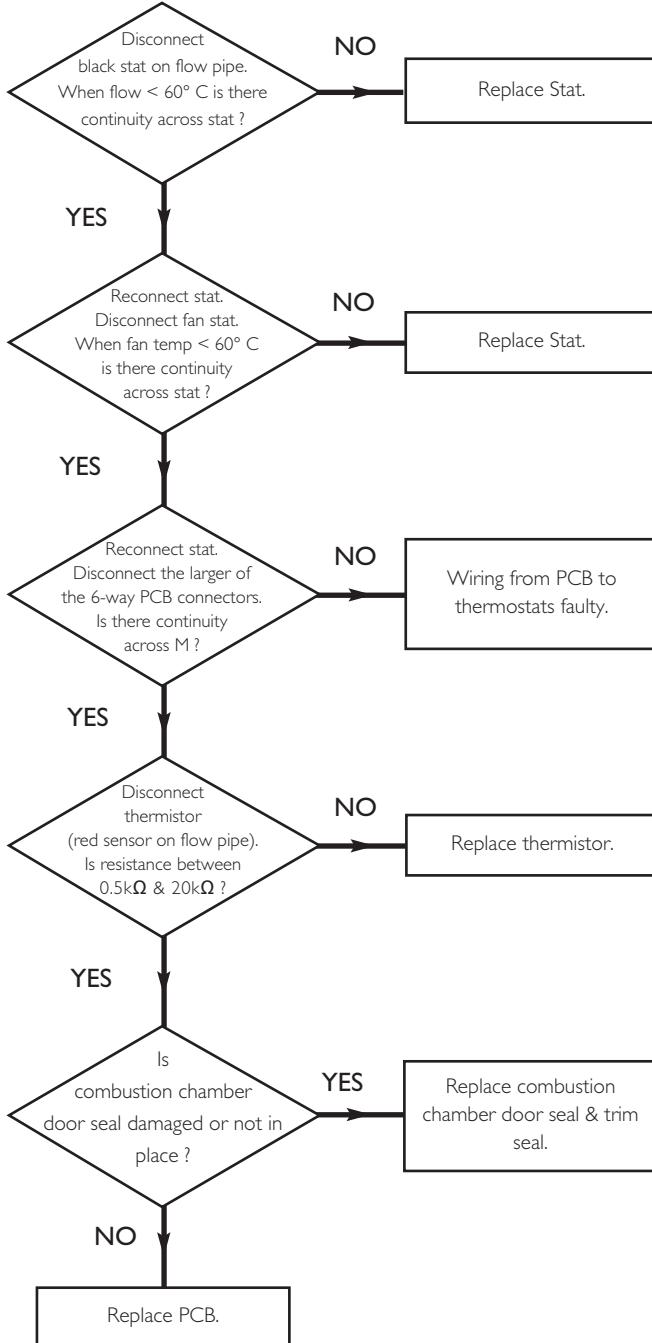 Disconnect
black stat on flow pipe.
When flow < 60° C is there
continuity across stat ?
NO
Replace Stat.
YES
Reconnect stat.
Disconnect fan stat.
When fan temp < 60° C
is there continuity
across stat ?
NO
Replace Stat.
YES
Reconnect stat.
Disconnect the larger of
the 6-way PCB connectors.
Is there continuity
across M ?
NO
Wiring from PCB to
thermostats faulty.
YES
Disconnect
thermistor
(red sensor on flow pipe).
Is resistance between
0.5kΩ & 20kΩ ?
NO
Replace thermistor.
YES
Is
combustion chamber
door seal damaged or not in
place ?
YES
Replace combustion
chamber door seal & trim
seal.
NO
Replace PCB.